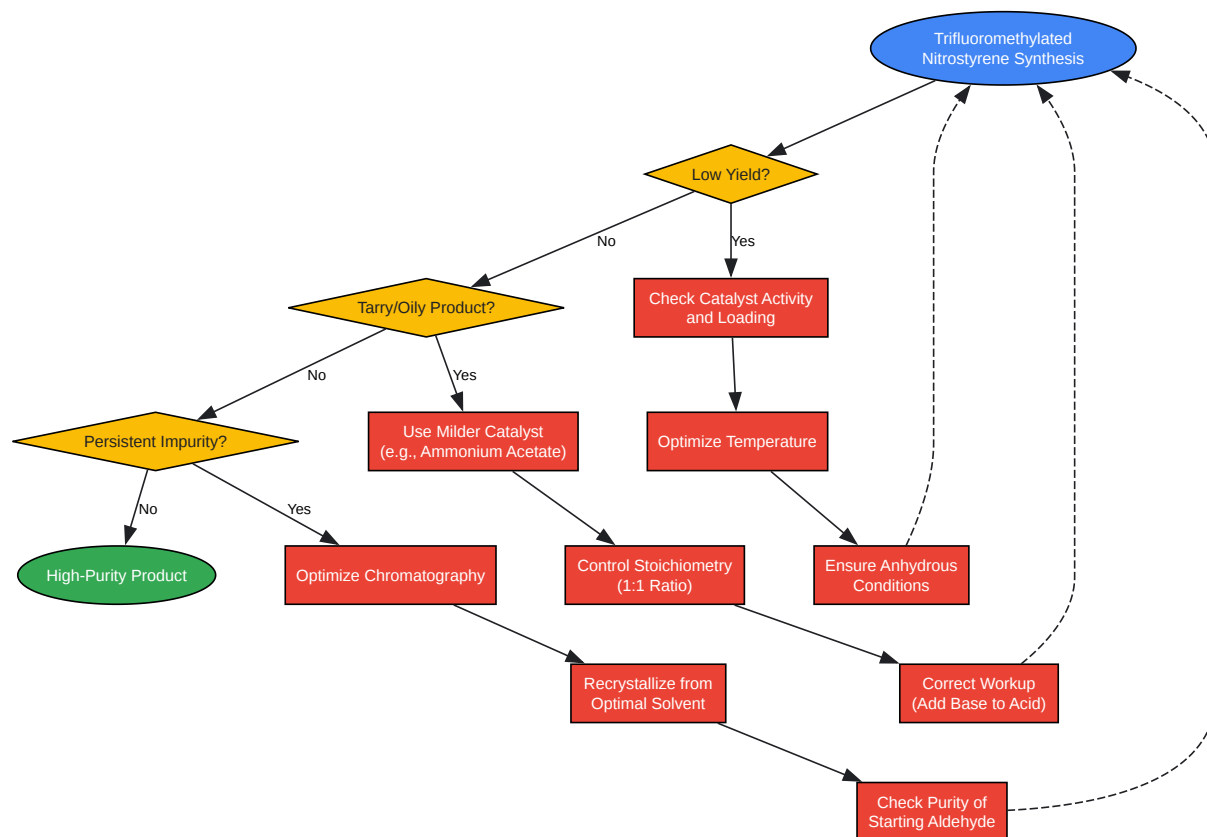 Trifluoromethylated
Nitrostyrene Synthesis
Low Yield?
No
Yes
Tarry/Oily Product?
Check Catalyst Activity
and Loading
No
Yes
Persistent Impurity?
Use Milder Catalyst
(e.g., Ammonium Acetate)
Optimize Temperature
No
Yes
High-Purity Product
Optimize Chromatography
Control Stoichiometry
(1:1 Ratio)
Ensure Anhydrous
Conditions
Recrystallize from
Optimal Solvent
Correct Workup
(Add Base to Acid)
Check Purity of
Starting Aldehyde